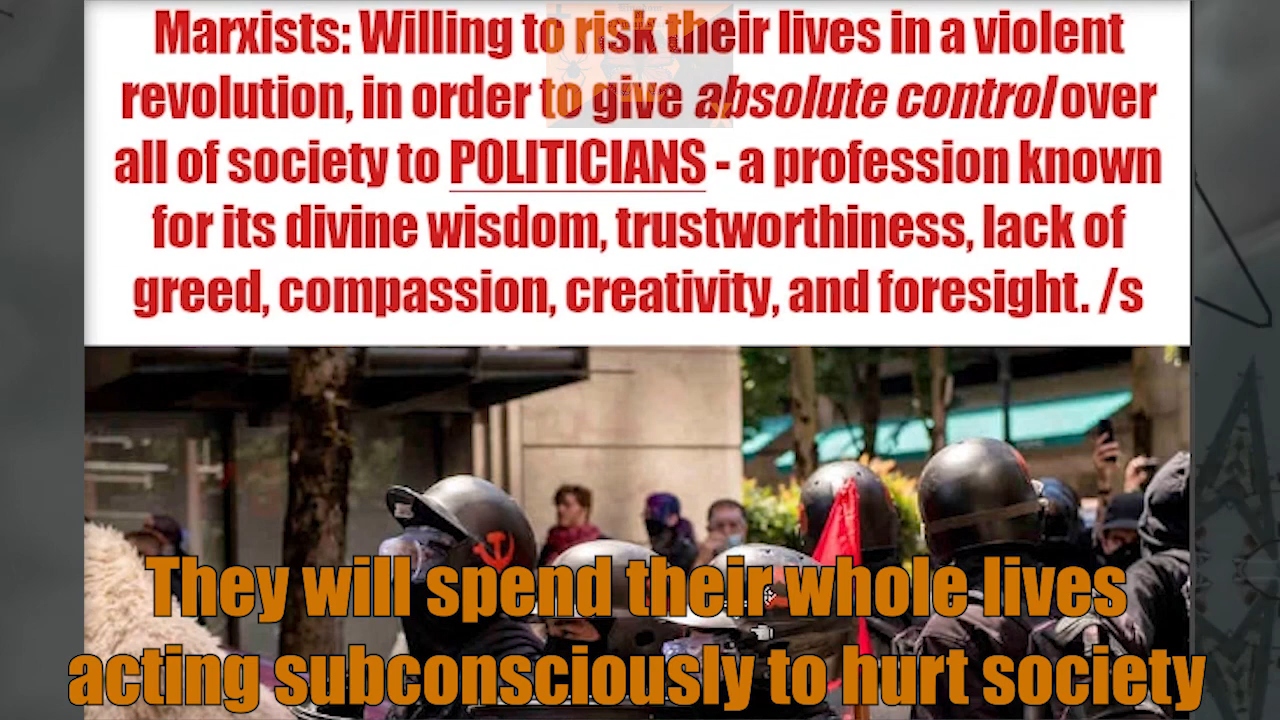 Marxists: Willing to risk their lives in a violent
revolution, in order to give absolute control over
all of society to POLITICIANS - a profession known
for its divine wisdom, trustworthiness, lack of
greed, compassion, creativity, and foresight. /s
They will spend their whole lives
acting subconsciously to hurt society